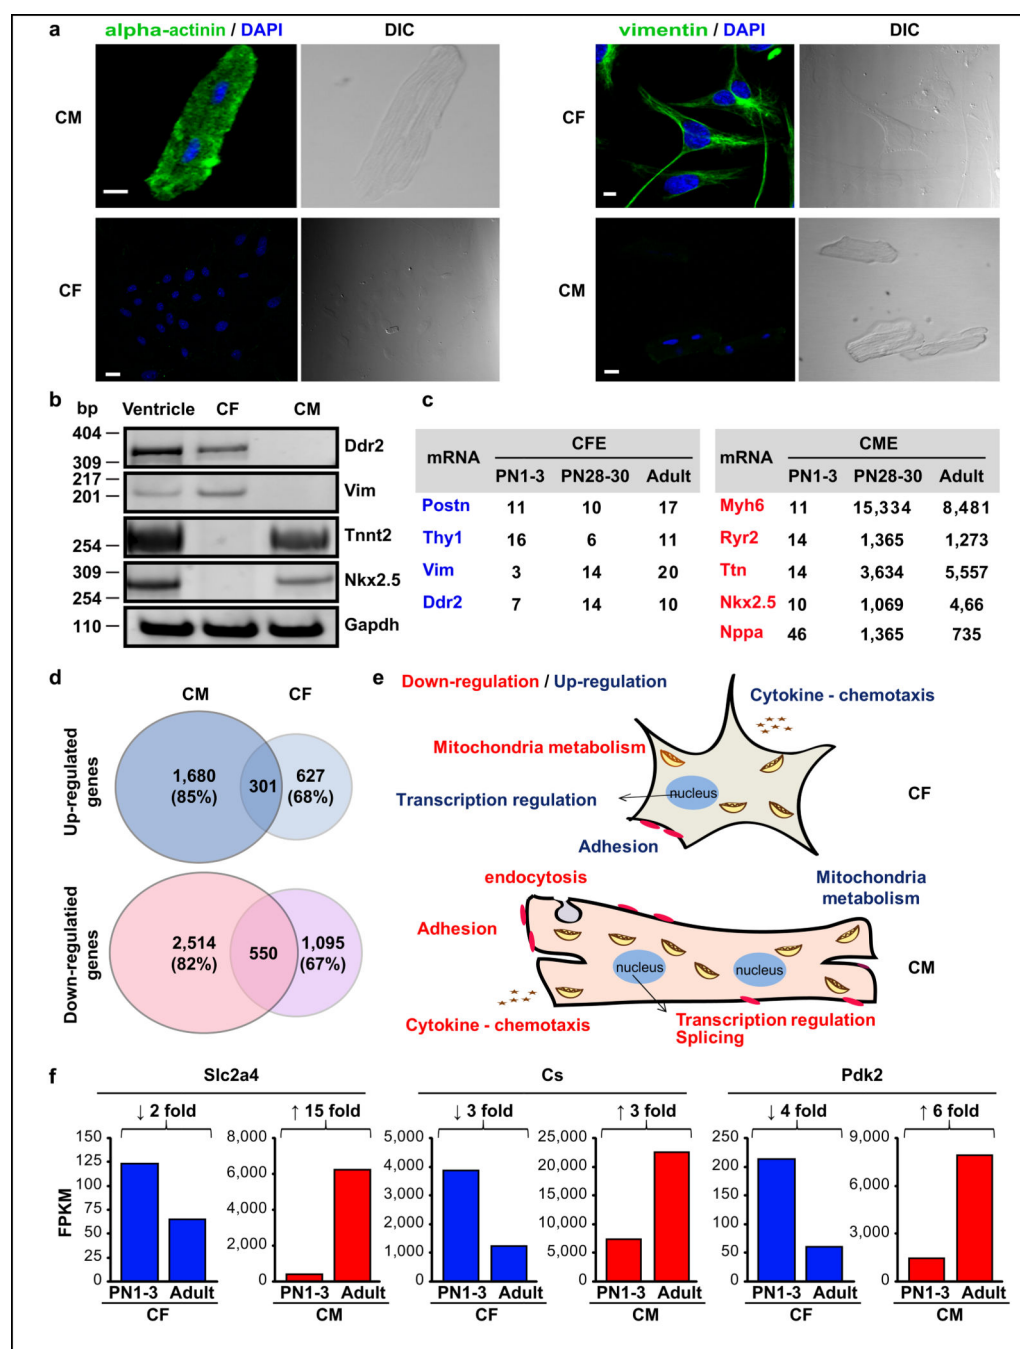 a
alpha-actinin / DAPI
DIC
vimentin / DAPI
DIC
CM
CF
CF
CM
b
bp
Ventricle CF CM
404
309
Ddr2
217
201
Vim
254
Tnnt2
309
254
Nkx2.5
110
Gapdh
c
mRNA CFE
PN1-3 PN28-30 Adult
Postn 11 10 17
Thy1 16 6 11
Vim 3 14 20
Ddr2 7 14 10
mRNA CME
PN1-3 PN28-30 Adult
Myh6 11 15,334 8,481
Ryr2 14 1,365 1,273
Ttn 14 3,634 5,557
Nkx2.5 10 1,069 4,66
Nppa 46 1,365 735
d
CM CF
Up-regulated
genes
1,680
(85%)
301
627
(68%)
Down-regulatied
genes
2,514
(82%)
550
1,095
(67%)
e
Down-regulation / Up-regulation
Cytokine - chemotaxis
Mitochondria metabolism
Transcription regulation
nucleus
CF
Adhesion
endocytosis
Mitochondria
metabolism
Adhesion
nucleus
nucleus
CM
Cytokine - chemotaxis
Transcription regulation
Splicing
f
Slc2a4
Cs
Pdk2
↓ 2 fold
↑ 15 fold
↓ 3 fold
↑ 3 fold
↓ 4 fold
↑ 6 fold
FPKM
150
125
100
75
50
25
0
PN1-3 Adult
CF
8,000
6,000
4,000
2,000
0
PN1-3 Adult
CM
5,000
4,000
3,000
2,000
1,000
0
PN1-3 Adult
CF
25,000
20,000
15,000
10,000
5,000
0
PN1-3 Adult
CM
250
200
150
100
50
0
PN1-3 Adult
CF
9,000
6,000
3,000
0
PN1-3 Adult
CM